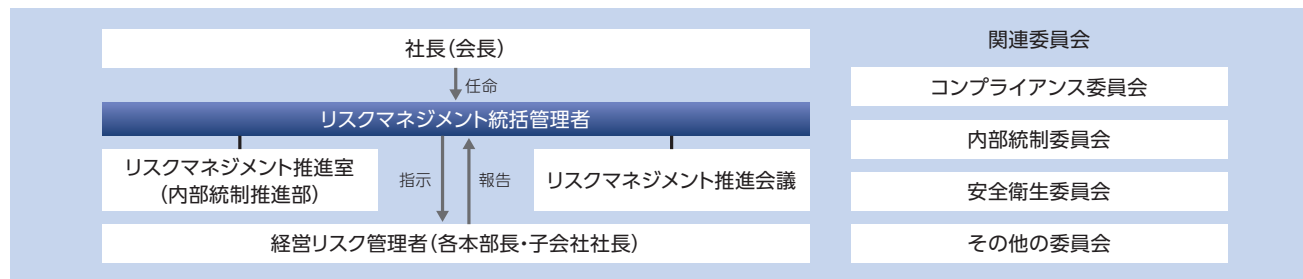 社長(会長)
任命
リスクマネジメント統括管理者
リスクマネジメント推進室
(内部統制推進部)
指示
報告
リスクマネジメント推進会議
経営リスク管理者(各本部長・子会社社長)
関連委員会
コンプライアンス委員会
内部統制委員会
安全衛生委員会
その他の委員会